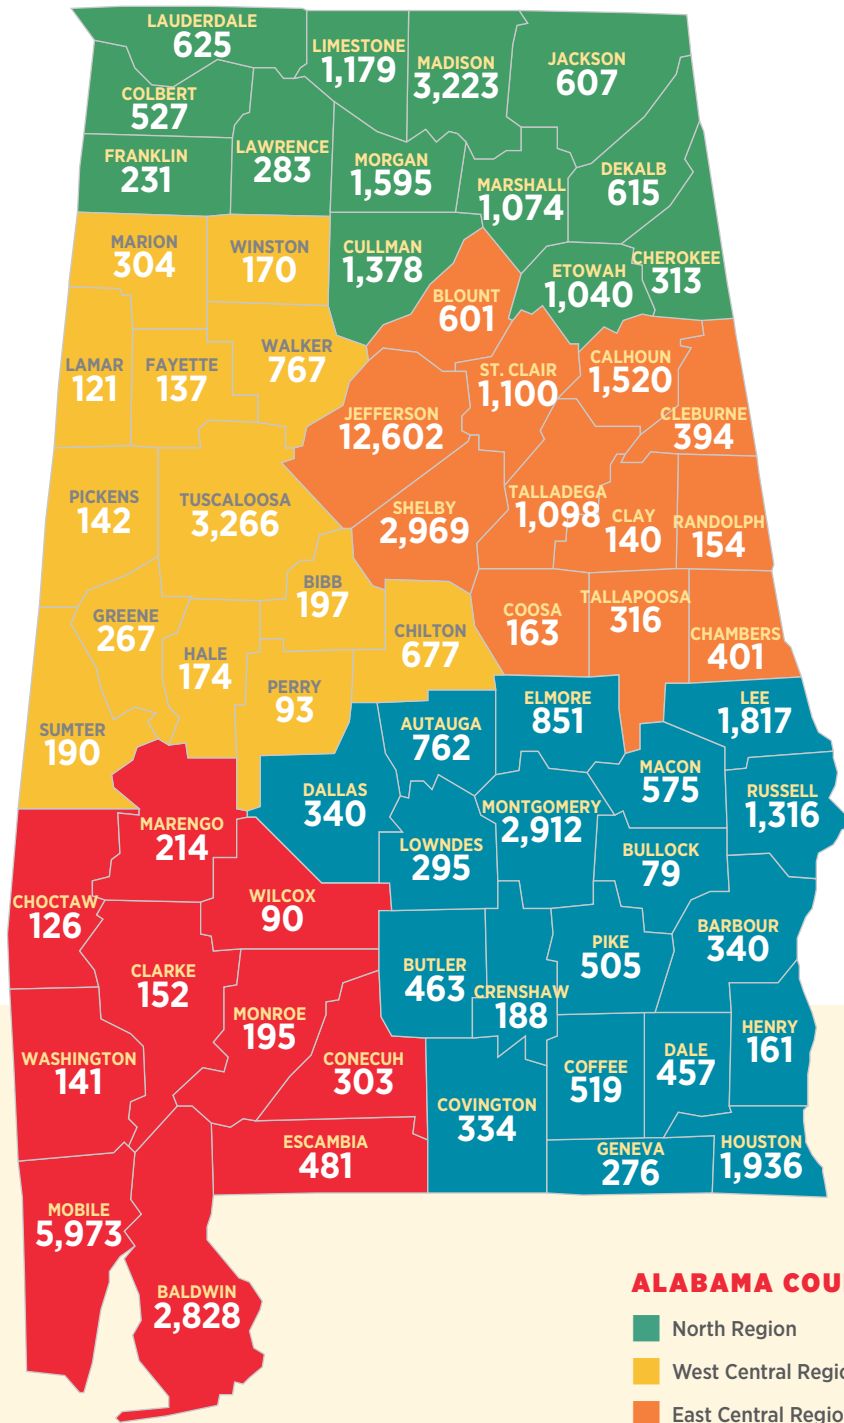 LAUDERDALE
625
LIMESTONE
1,179
MADISON
3,223
JACKSON
607
COLBERT
527
LAWRENCE
283
FRANKLIN
231
MORGAN
1,595
MARSHALL
1,074
DEKALB
615
CHEROKEE
313
ETOWAH
1,040
CULLMAN
1,378
MARION
304
WINSTON
170
BLOUNT
601
WALKER
767
LAMAR
121
FAYETTE
137
ST. CLAIR
1,100
CALHOUN
1,520
CLEBURNE
394
JEFFERSON
12,602
PICKENS
142
TUSCALOOSA
3,266
SHELBY
2,969
TALLADEGA
1,098
CLAY
140
RANDOLPH
154
BIBB
197
GREENE
267
HALE
174
CHILTON
677
COOSA
163
TALLAPOOSA
316
CHAMBERS
401
PERRY
93
SUMTER
190
AUTAUGA
762
ELMORE
851
LEE
1,817
DALLAS
340
MACON
575
RUSSELL
1,316
MONTGOMERY
2,912
MARENGO
214
LOWNDES
295
BULLOCK
79
CHOCTAW
126
WILCOX
90
BARBOUR
340
PIKE
505
CLARKE
152
BUTLER
463
CRENSHAW
188
MONROE
195
HENRY
161
WASHINGTON
141
CONECUH
303
COFFEE
519
DALE
457
COVINGTON
334
ESCAMBIA
481
GENEVA
276
HOUSTON
1,936
MOBILE
5,973
BALDWIN
2,828
ALABAMA COU
North Region
West Central Regio
East Central Regio